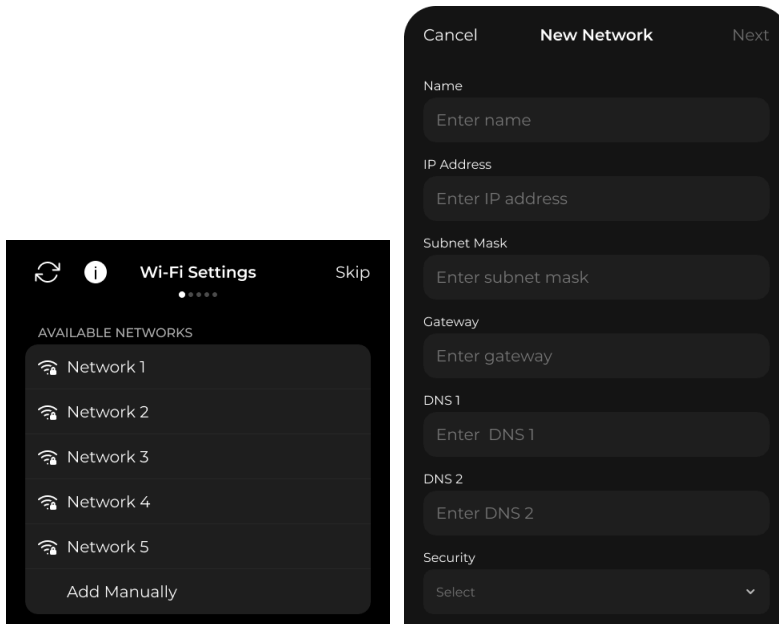 Wi-Fi Settings Skip
AVAILABLE NETWORKS
Network 1
Network 2
Network 3
Network 4
Network 5
Add Manually
Cancel New Network Next
Name
Enter name
IP Address
Enter IP address
Subnet Mask
Enter subnet mask
Gateway
Enter gateway
DNS 1
Enter  DNS 1
DNS 2
Enter DNS 2
Security
Select